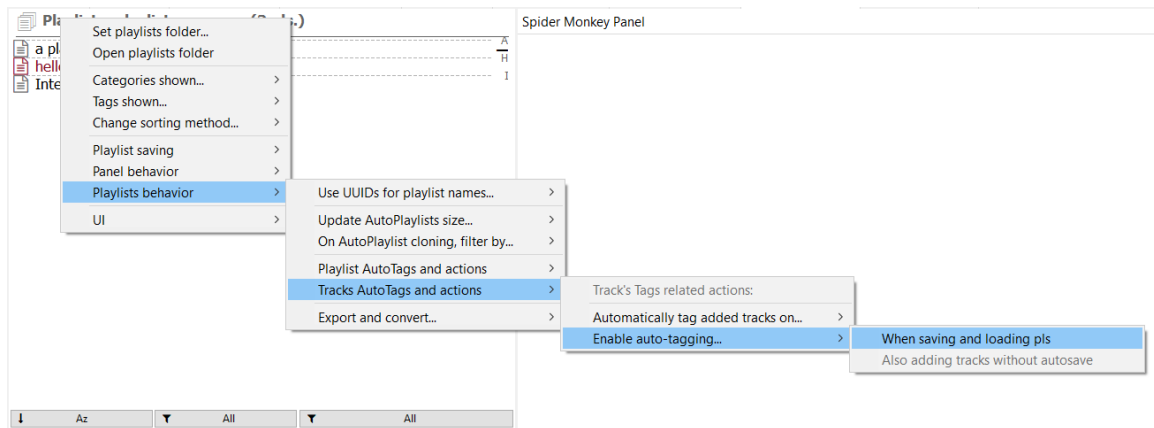 s.)
Spider Monkey Panel
A
a pl
H
hell
I
Inte
Set playlists folder...
Open playlists folder
Categories shown...
Tags shown...
Change sorting method...
Playlist saving
Panel behavior
Playlists behavior
UI
Use UUIDs for playlist names...
Update AutoPlaylists size...
On AutoPlaylist cloning, filter by...
Playlist AutoTags and actions
Tracks AutoTags and actions
Export and convert...
Track's Tags related actions:
Automatically tag added tracks on...
Enable auto-tagging...
When saving and loading pls
Also adding tracks without autosave
Az
All
All